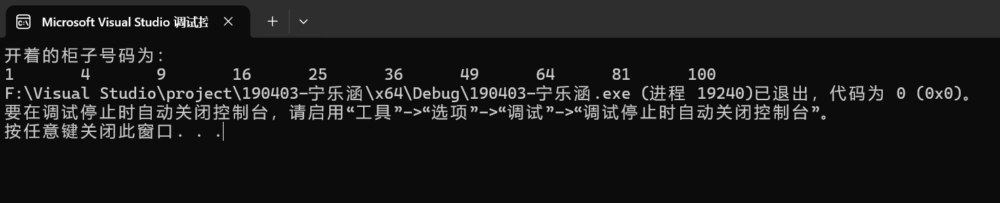 Microsoft Visual Studio 调试控
开着的柜子号码为:
1 4 9 16 25 36 49 64 81 100
F:\Visual Studio\project\190403-宁乐涵\x64\Debug\190403-宁乐涵.exe (进程 19240)已退出，代码为 0 (0x0)。
要在调试停止时自动关闭控制台，请启用“工具”->“选项”->“调试”->“调试停止时自动关闭控制台”。
按任意键关闭此窗口. . .